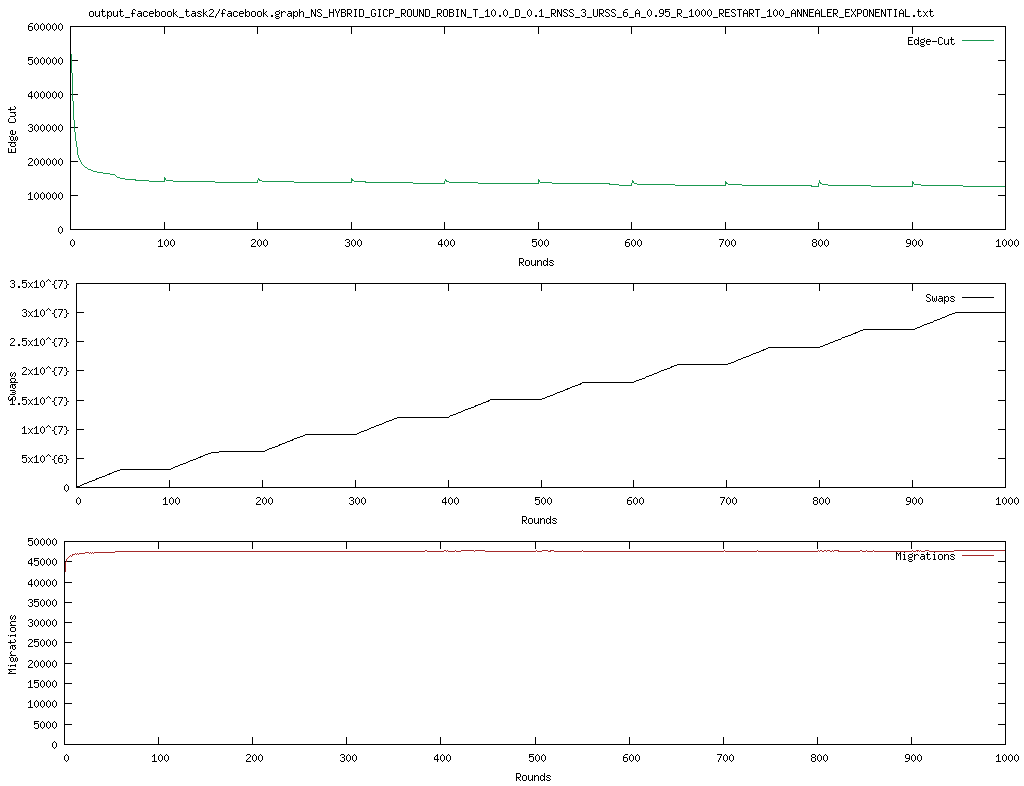 output_facebook_task2/facebook.graph_NS_HYBRID_GICP_ROUND_ROBIN_T_10.0_D_0.1_RNSS_3_URSS_6_A_0.95_R_1000_RESTART_100_ANNEALER_EXPONENTIAL.txt
600000
Edge-Cut
500000
400000
300000
200000
100000
0
Edge Cut
0 100 200 300 400 500 600 700 800 900 1000
Rounds
3.5x10^{7}
Swaps
3x10^{7}
2.5x10^{7}
2x10^{7}
1.5x10^{7}
1x10^{7}
5x10^{6}
0
Swaps
0 100 200 300 400 500 600 700 800 900 1000
Rounds
50000
Migrations
45000
40000
35000
30000
25000
20000
15000
10000
5000
0
Migrations
0 100 200 300 400 500 600 700 800 900 1000
Rounds